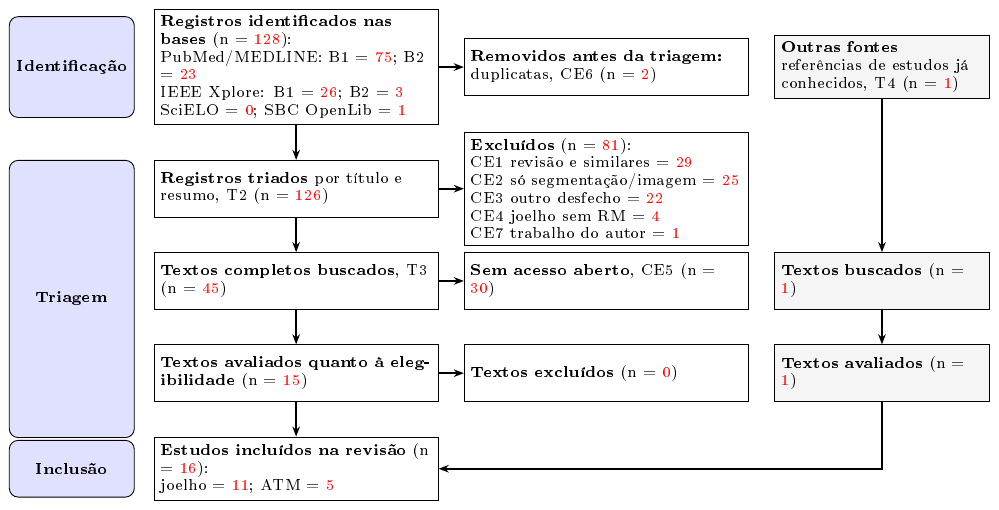 Identificação
Registros identificados nas
bases (n = 128):
PubMed/MEDLINE: B1 = 75; B2
= 23
IEEE Xplore: B1 = 26; B2 = 3
SciELO = 0; SBC OpenLib = 1
Removidos antes da triagem:
duplicatas, CE6 (n = 2)
Outras fontes
referências de estudos já
conhecidos, T4 (n = 1)
Triagem
Registros triados por título e
resumo, T2 (n = 126)
Excluídos (n = 81):
CE1 revisão e similares = 29
CE2 só segmentação/imagem = 25
CE3 outro desfecho = 22
CE4 joelho sem RM = 4
CE7 trabalho do autor = 1
Textos completos buscados, T3
(n = 45)
Sem acesso aberto, CE5 (n =
30)
Textos buscados (n =
1)
Textos avaliados quanto à eleg-
ibilidade (n = 15)
Textos excluídos (n = 0)
Textos avaliados (n =
1)
Inclusão
Estudos incluídos na revisão (n
= 16):
joelho = 11; ATM = 5